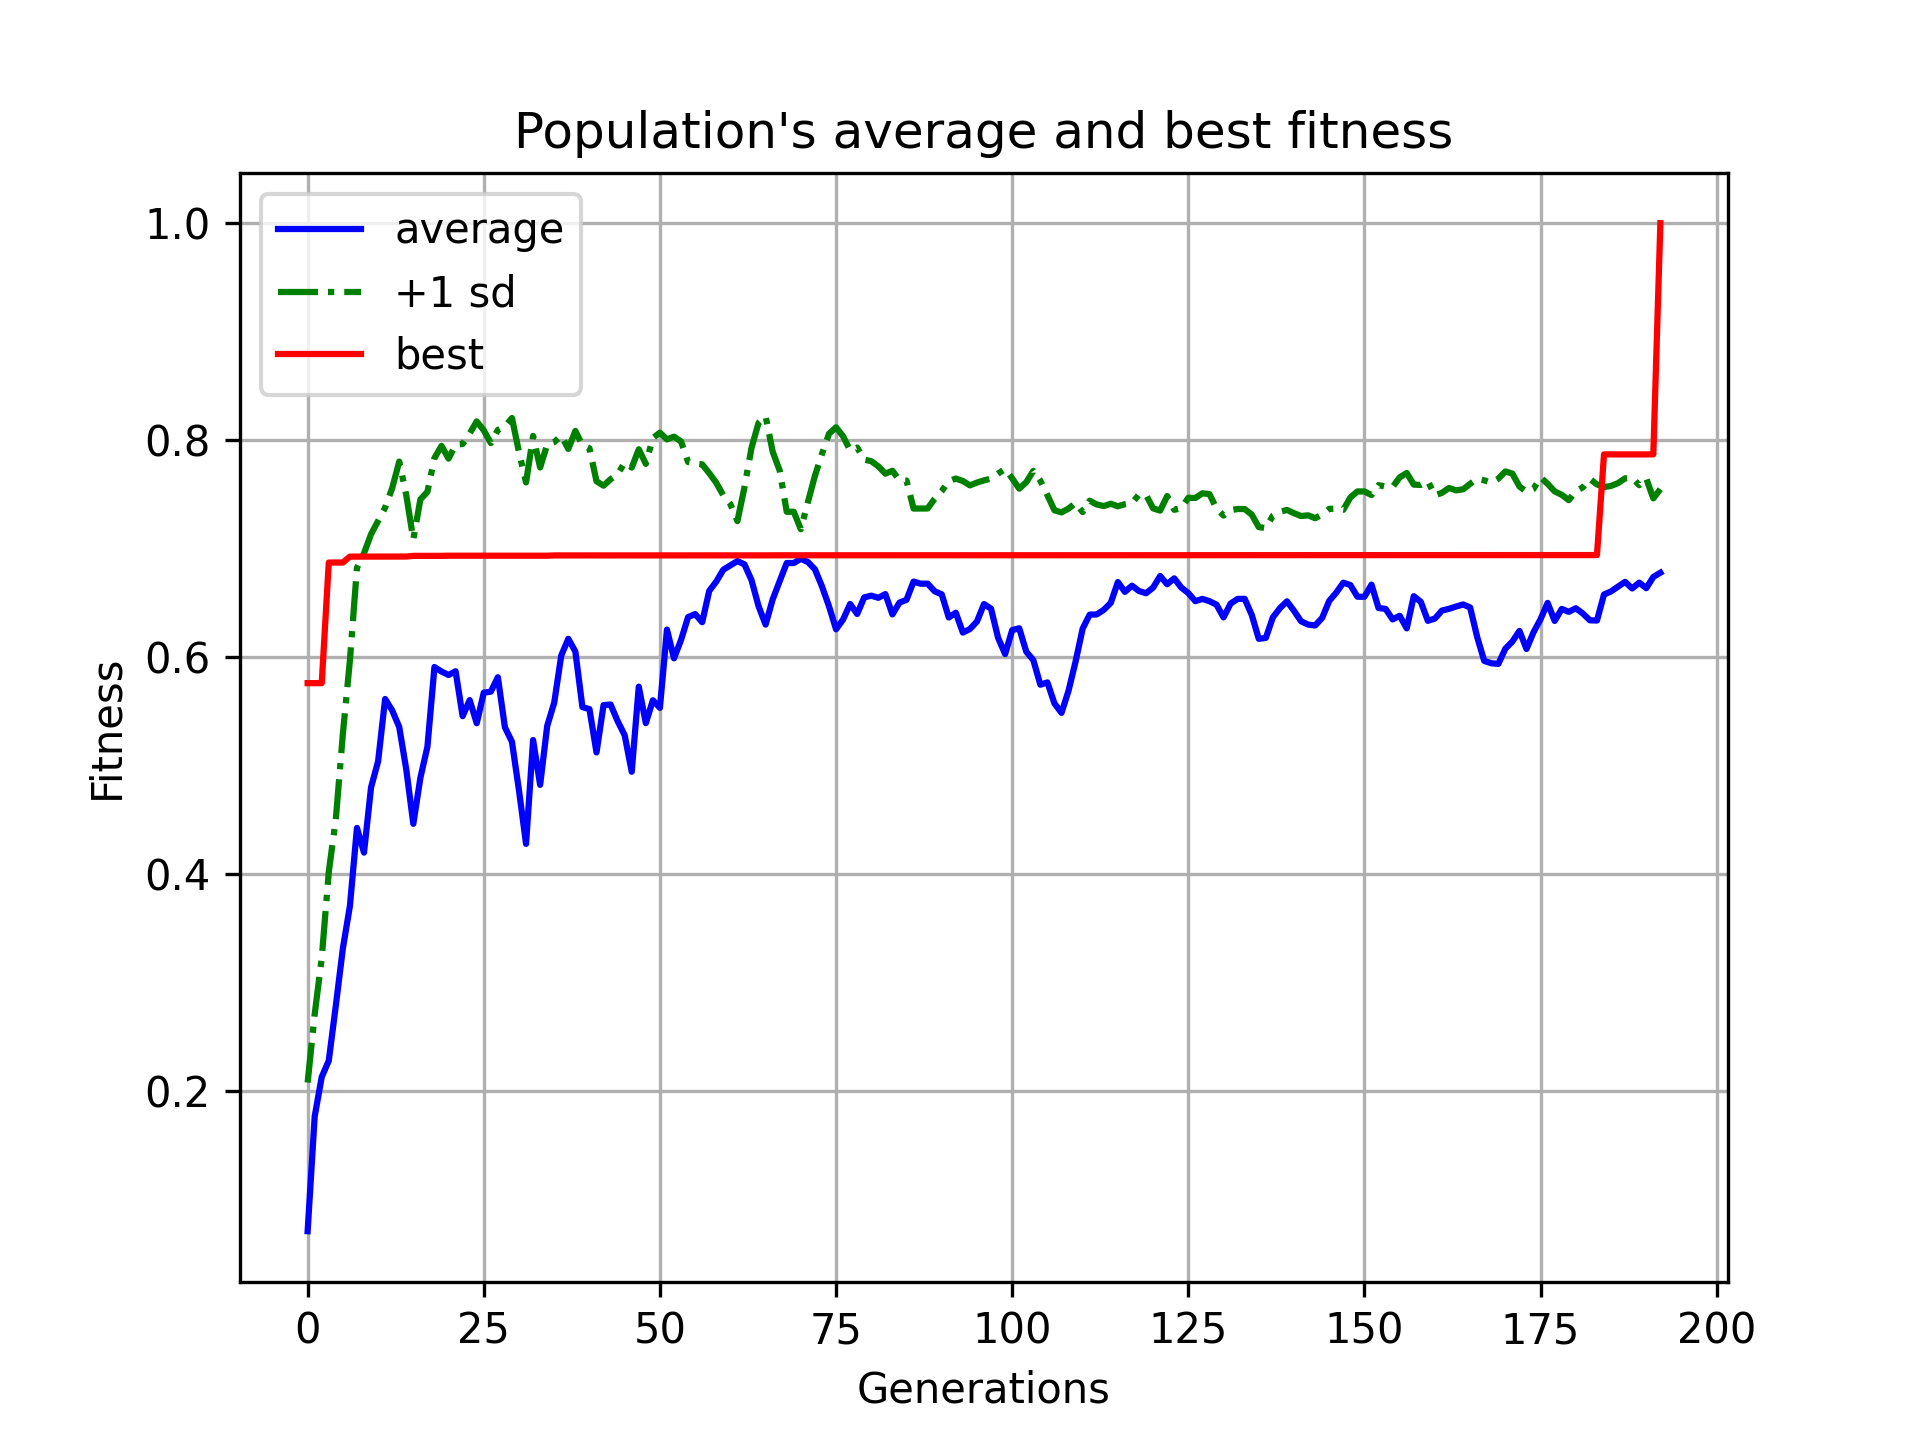 Population's average and best fitness
average
+1 sd
best
1.0
0.8
0.6
0.4
0.2
Fitness
0 25 50 75 100 125 150 175 200
Generations